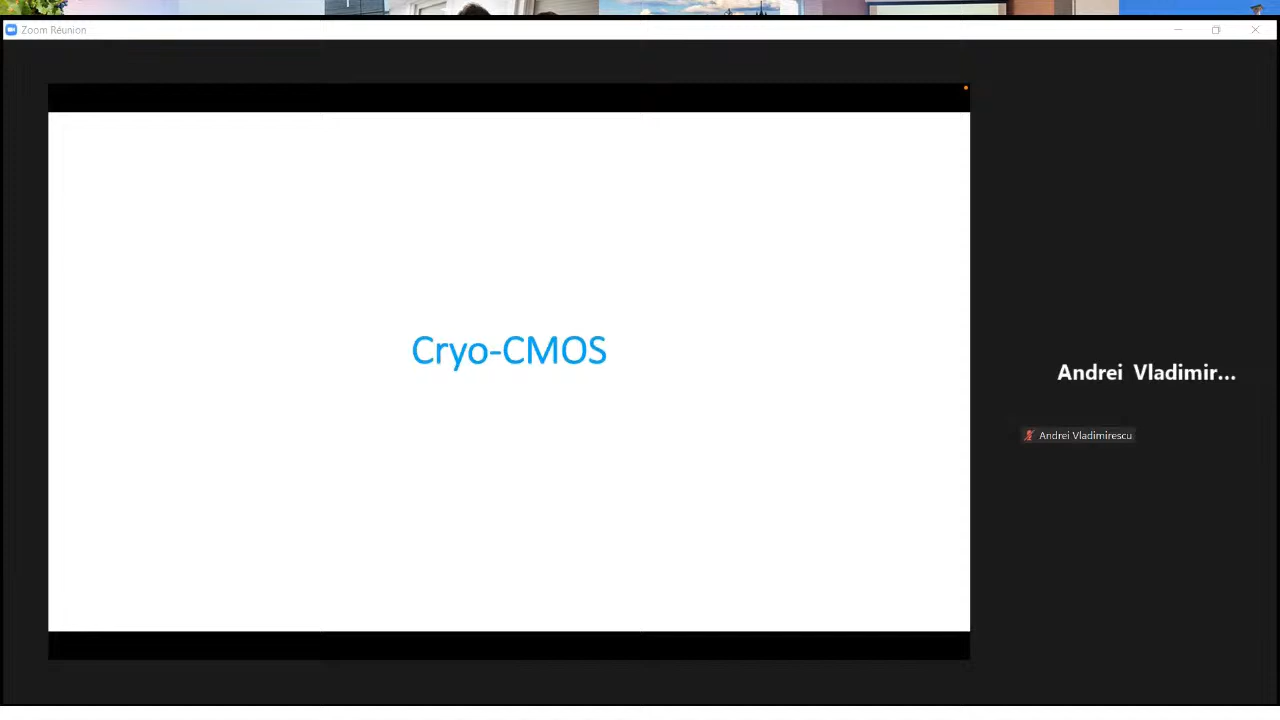 Zoom Réunion
Cryo-CMOS
Andrei Vladimir...
Andrei Vladimirescu